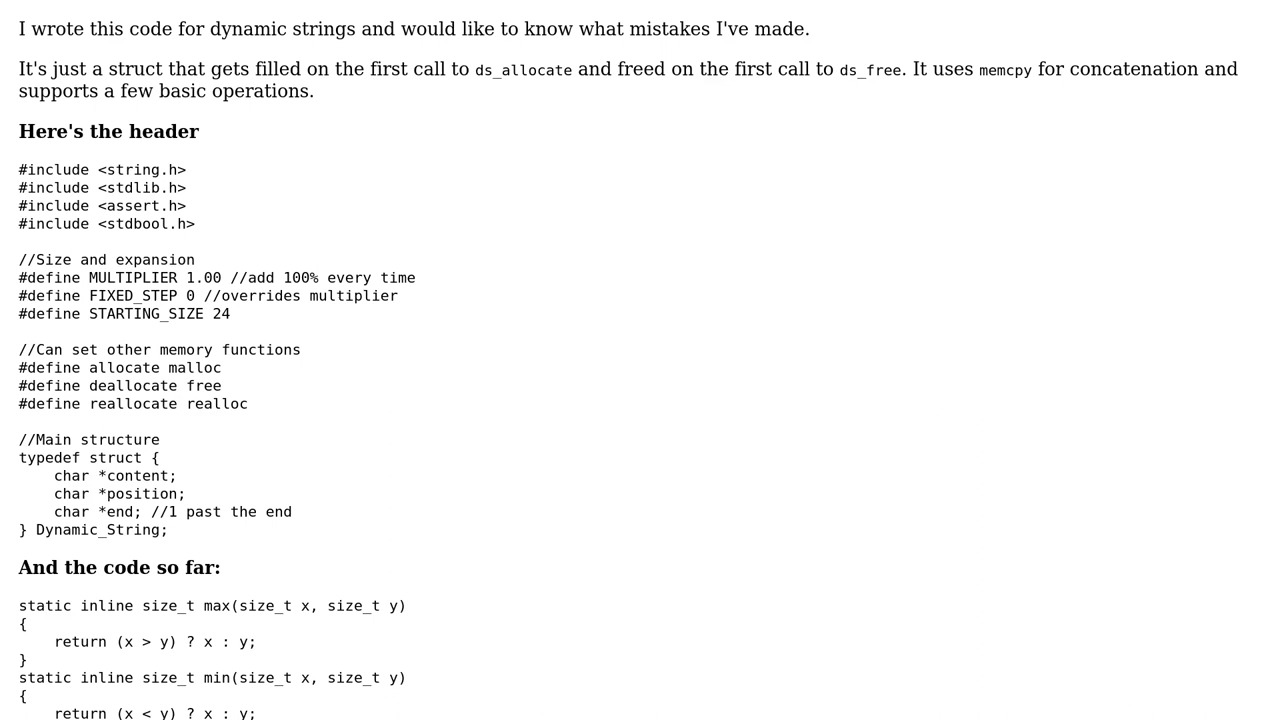 I wrote this code for dynamic strings and would like to know what mistakes I've made.
It's just a struct that gets filled on the first call to ds_allocate and freed on the first call to ds_free. It uses memcpy for concatenation and
supports a few basic operations.
Here's the header
#include <string.h>
#include <stdlib.h>
#include <assert.h>
#include <stdbool.h>
//Size and expansion
#define MULTIPLIER 1.00 //add 100% every time
#define FIXED_STEP 0 //overrides multiplier
#define STARTING_SIZE 24
//Can set other memory functions
#define allocate malloc
#define deallocate free
#define reallocate realloc
//Main structure
typedef struct {
    char *content;
    char *position;
    char *end; //1 past the end
} Dynamic_String;
And the code so far:
static inline size_t max(size_t x, size_t y)
{
    return (x > y) ? x : y;
}
static inline size_t min(size_t x, size_t y)
{
    return (x < y) ? x : y;